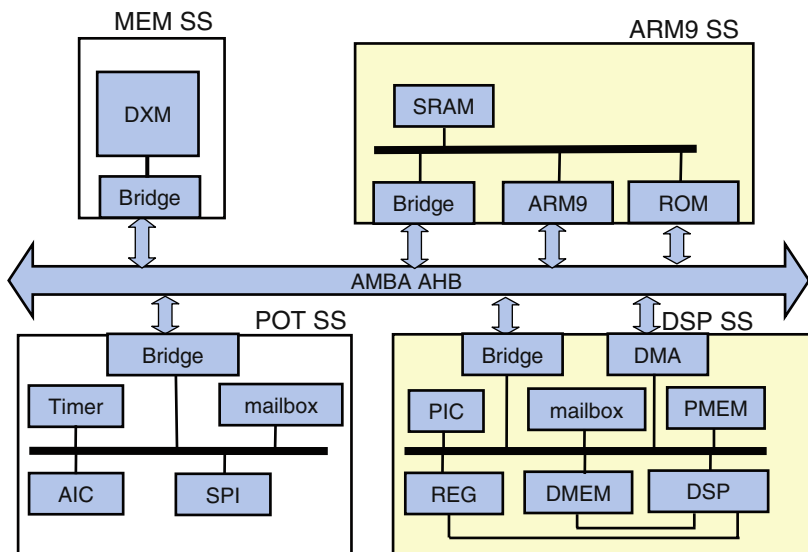 MEM SS
ARM9 SS
DXM
SRAM
Bridge
Bridge
ARM9
ROM
AMBA AHB
POT SS
DSP SS
Bridge
Bridge
DMA
Timer
mailbox
PIC
mailbox
PMEM
AIC
SPI
REG
DMEM
DSP